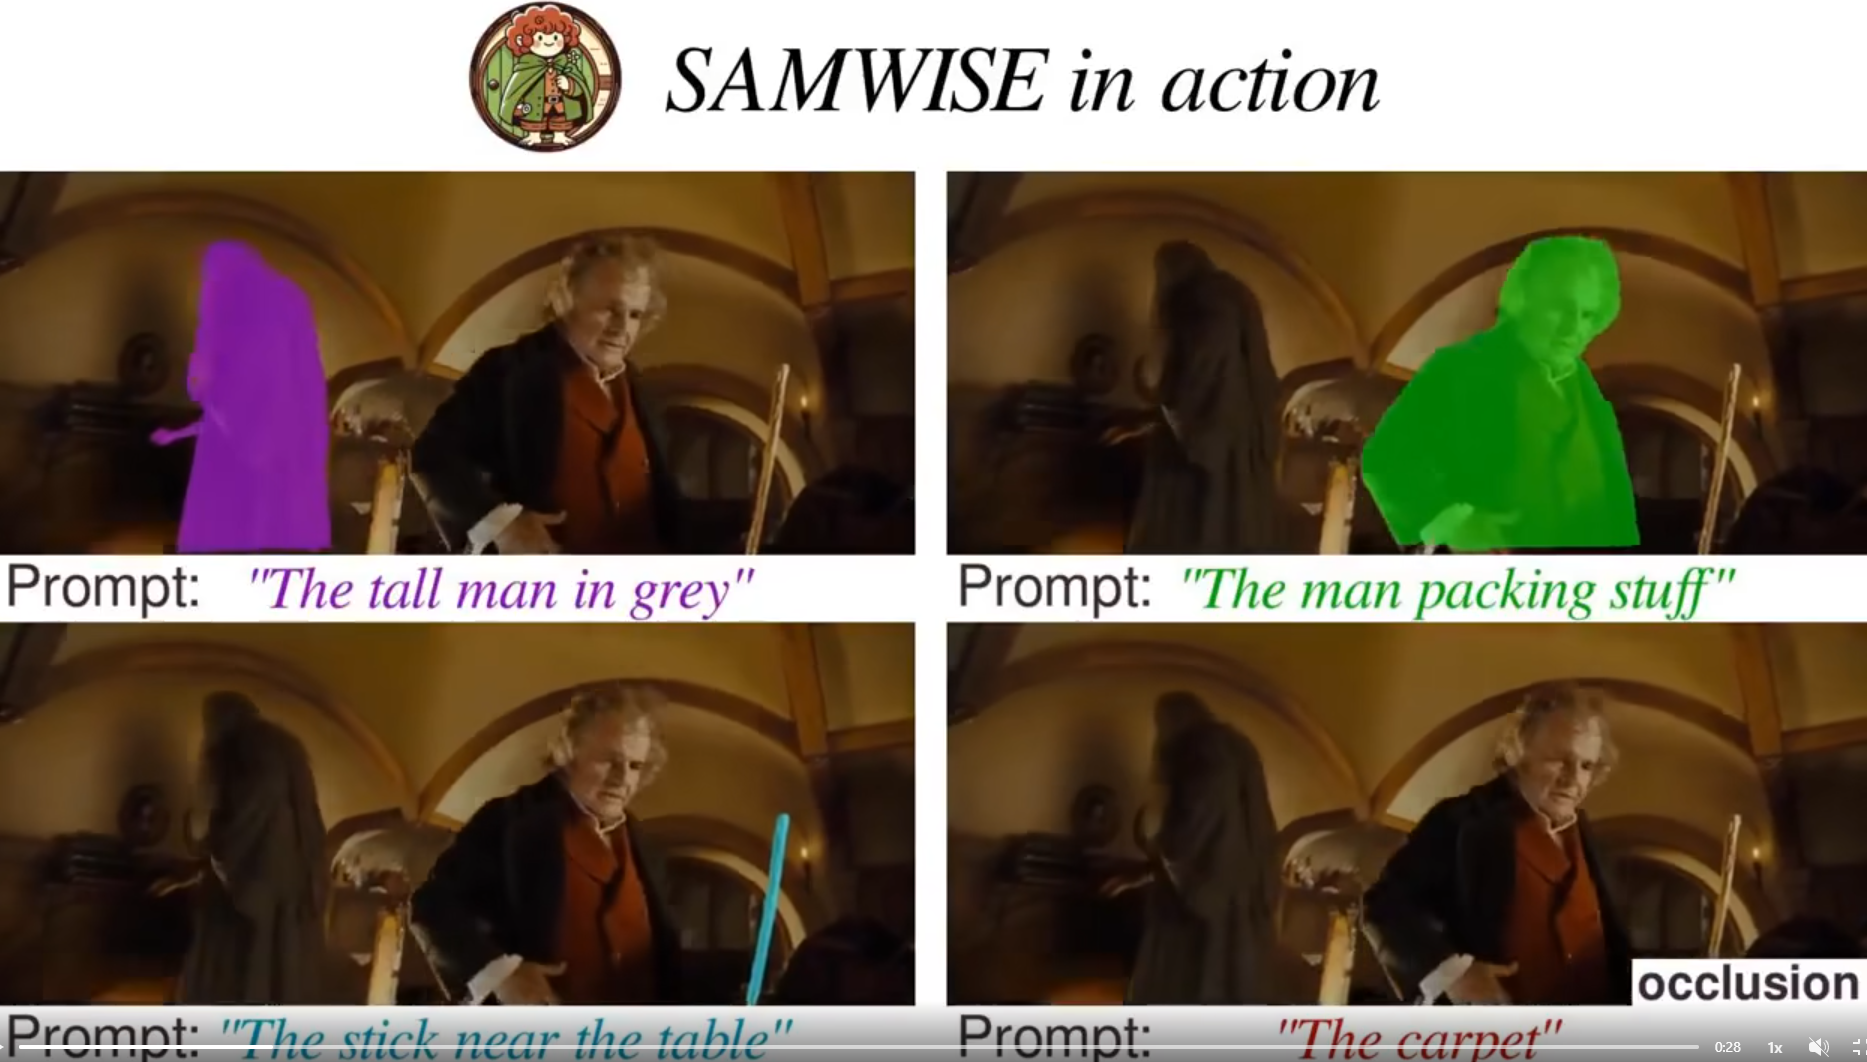 SAMWISE in action
Prompt: "The tall man in grey"
Prompt: "The man packing stuff"
occlusion
Prompt: "The stick near the table"
Prompt: "The carpet"
0:28 1x